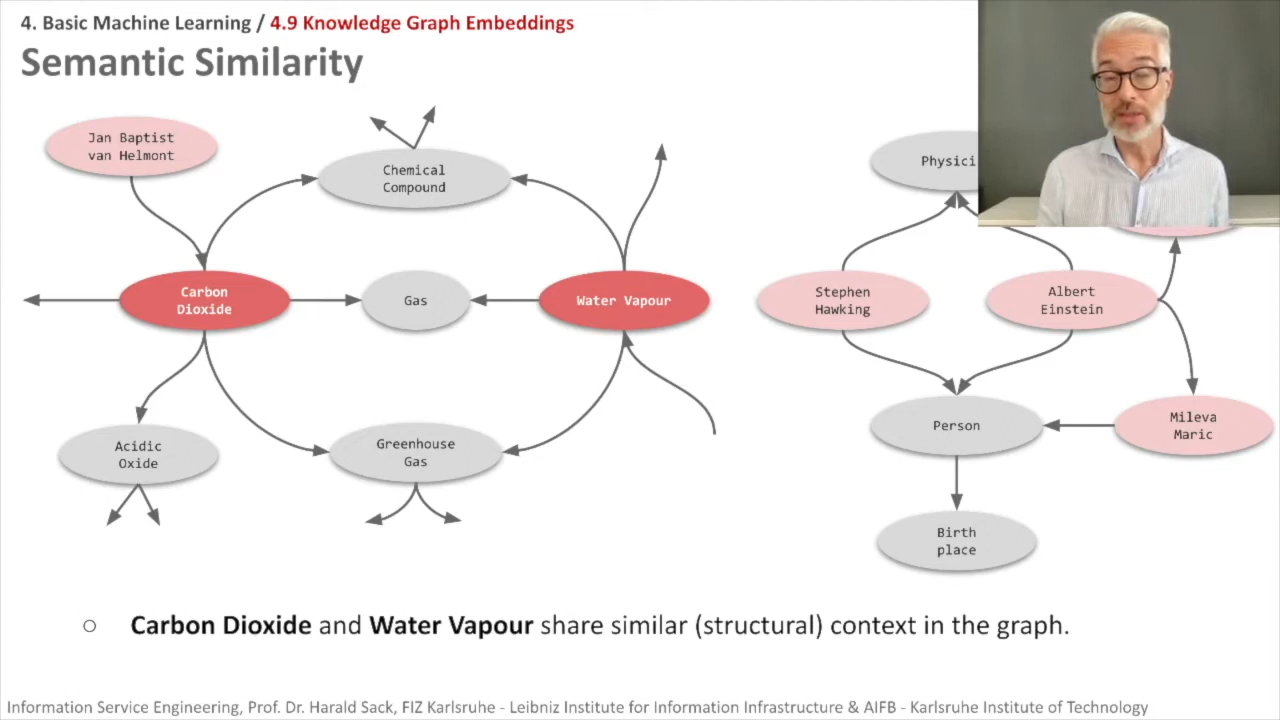 4. Basic Machine Learning / 4.9 Knowledge Graph Embeddings
Semantic Similarity
Jan Baptist
van Helmont
Chemical
Compound
Carbon
Dioxide
Gas
Water Vapour
Acidic
Oxide
Greenhouse
Gas
Physici
Stephen
Hawking
Albert
Einstein
Person
Mileva
Maric
Birth
place
○ Carbon Dioxide and Water Vapour share similar (structural) context in the graph.
Information Service Engineering, Prof. Dr. Harald Sack, FIZ Karlsruhe - Leibniz Institute for Information Infrastructure & AIFB - Karlsruhe Institute of Technology